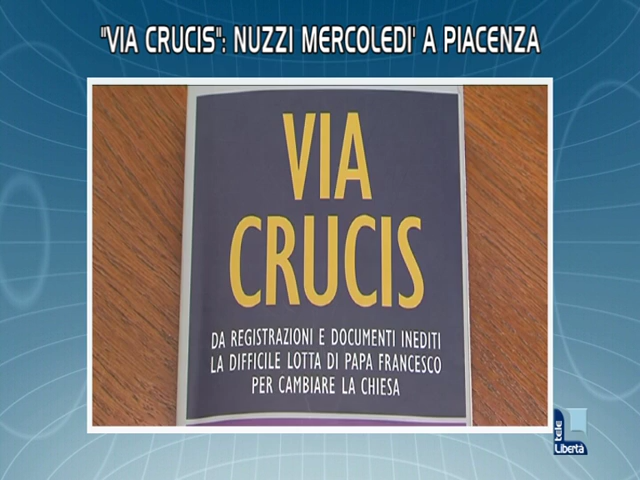 "VIA CRUCIS": NUZZI MERCOLEDI' A PIACENZA
VIA
CRUCIS
DA REGISTRAZIONI E DOCUMENTI INEDITI
LA DIFFICILE LOTTA DI PAPA FRANCESCO
PER CAMBIARE LA CHIESA
tele
Libertà